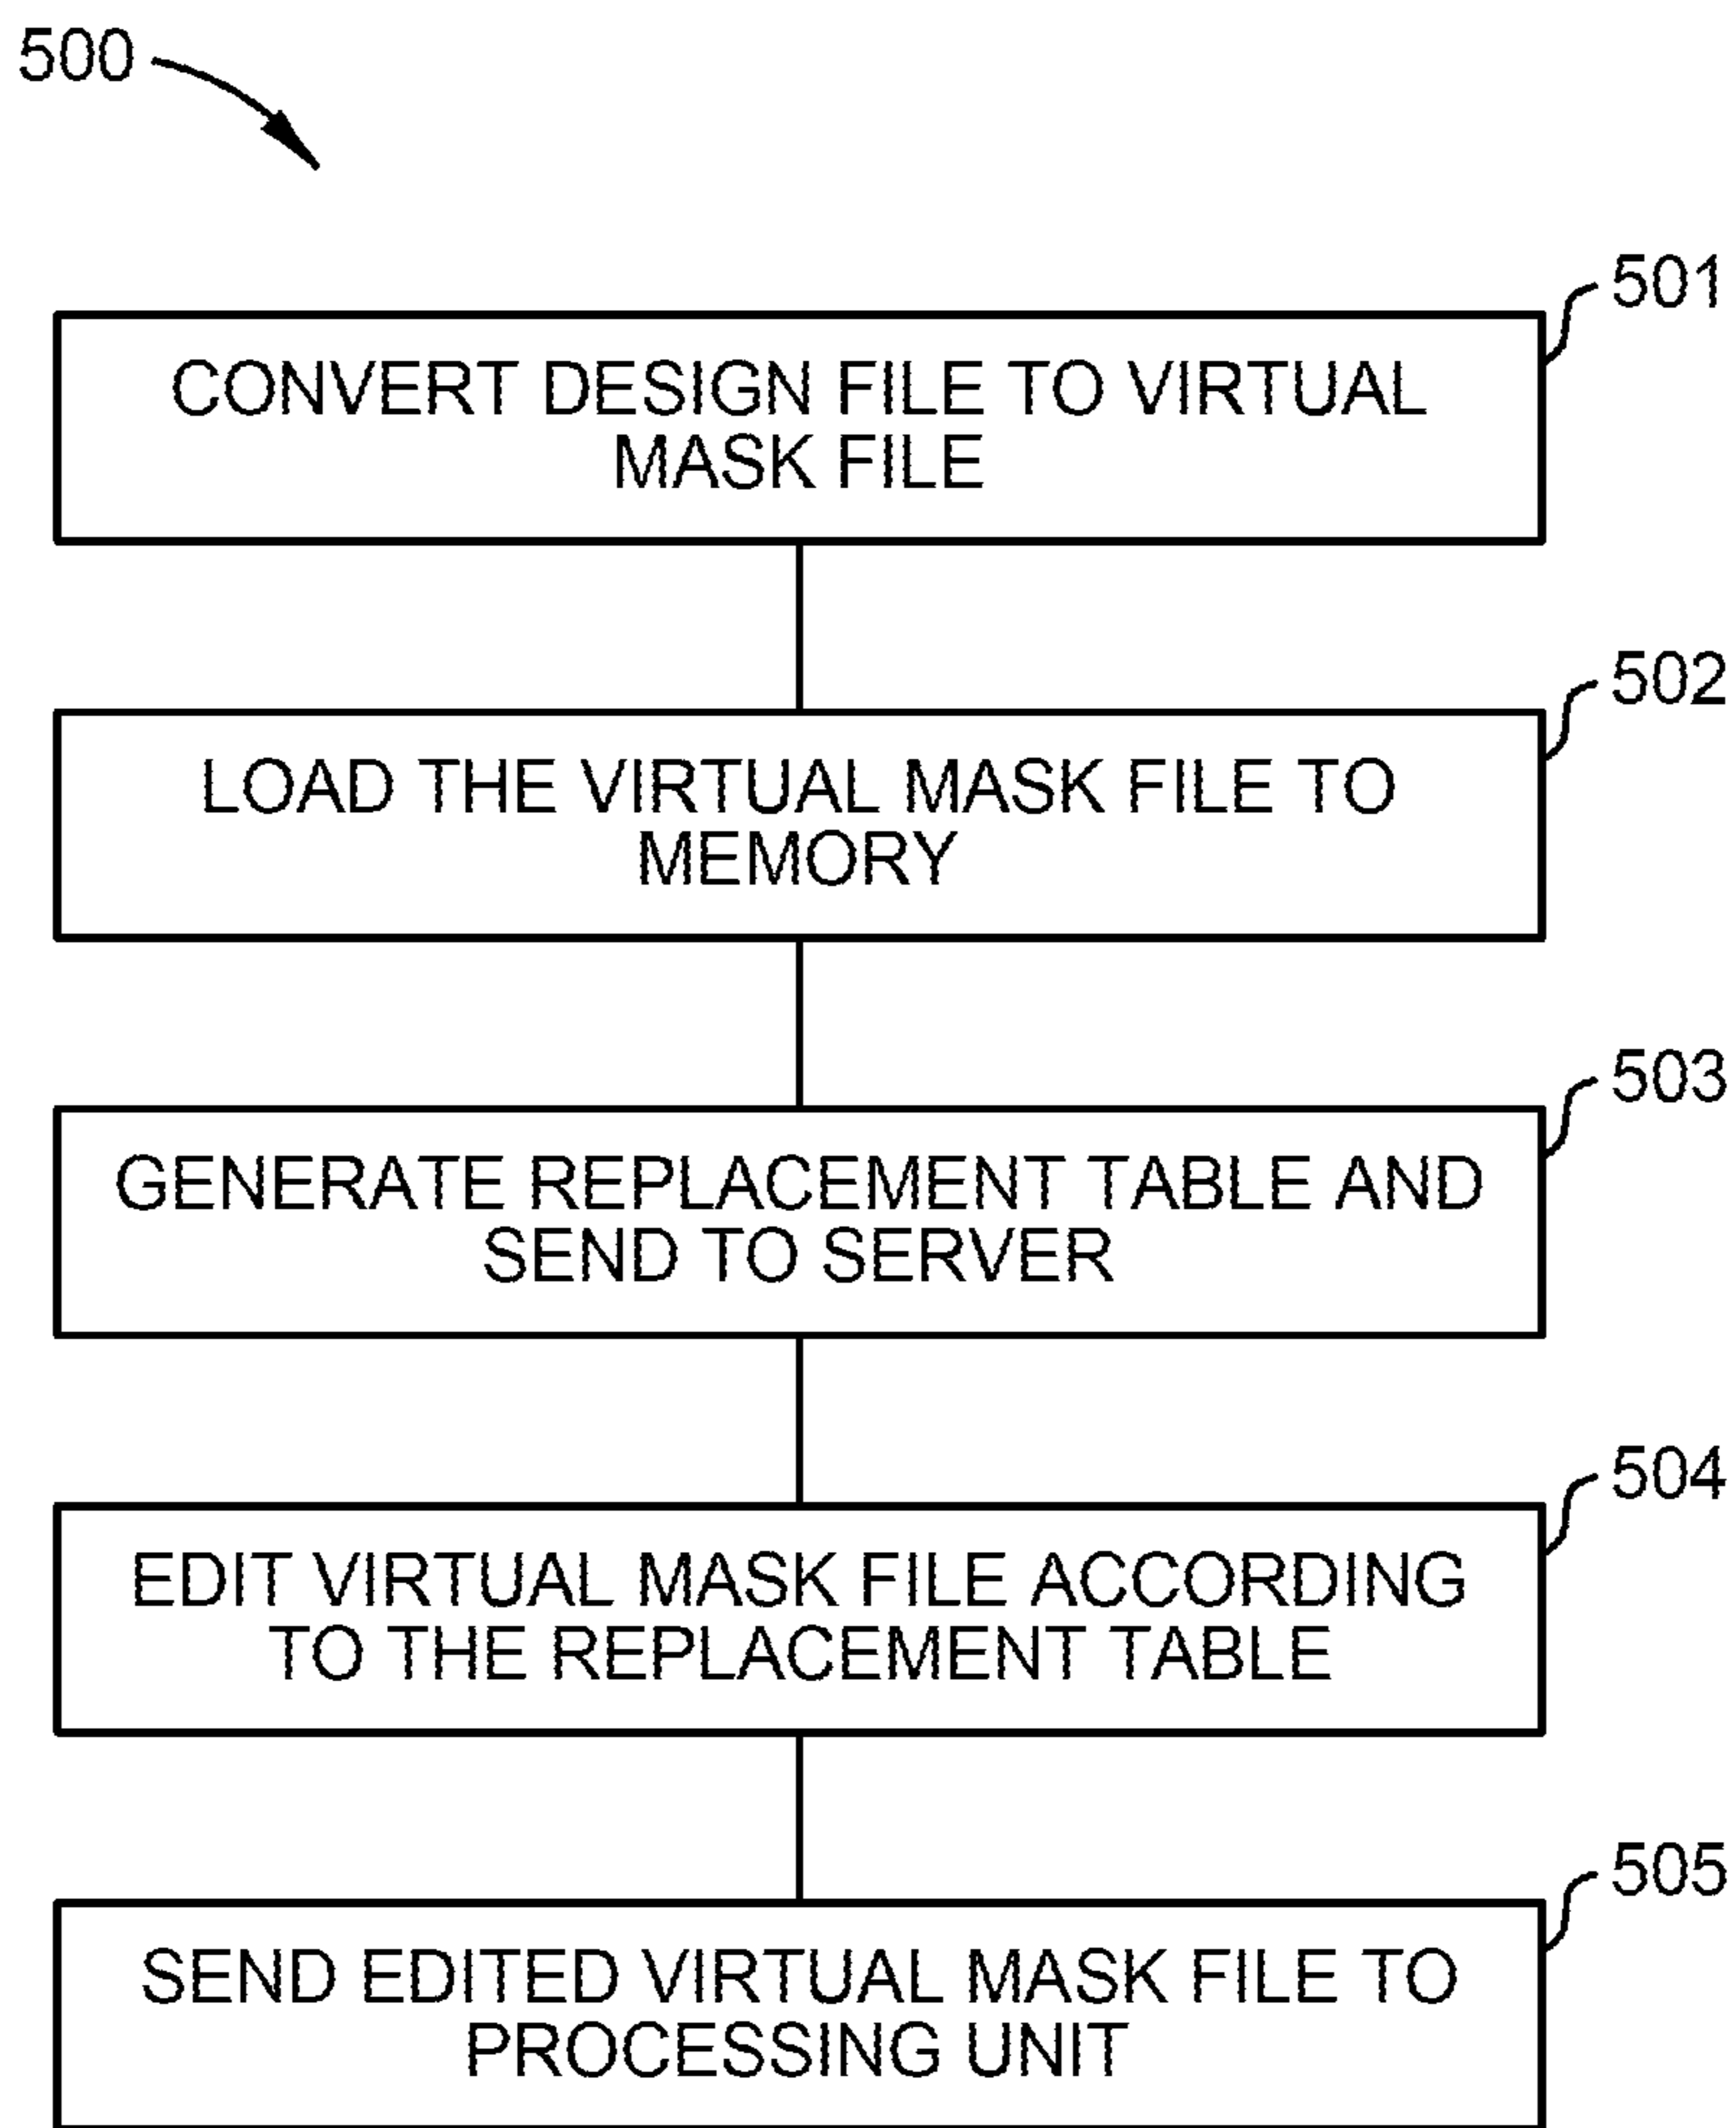 500
501
CONVERT DESIGN FILE TO VIRTUAL
MASK FILE
502
LOAD THE VIRTUAL MASK FILE TO
MEMORY
503
GENERATE REPLACEMENT TABLE AND
SEND TO SERVER
504
EDIT VIRTUAL MASK FILE ACCORDING
TO THE REPLACEMENT TABLE
505
SEND EDITED VIRTUAL MASK FILE TO
PROCESSING UNIT